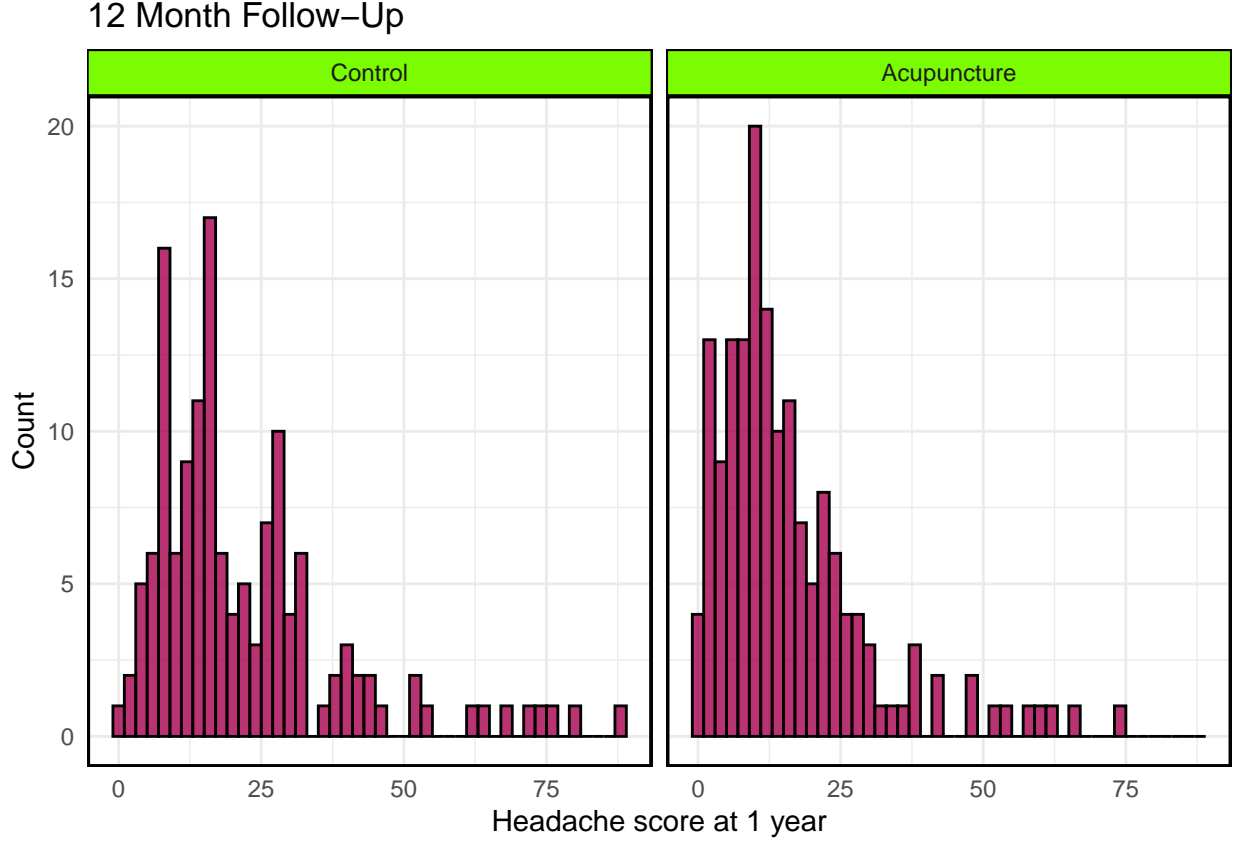 12 Month Follow−Up
Control
Acupuncture
20
15
10
5
0
Count
0 25 50 75
0 25 50 75
Headache score at 1 year